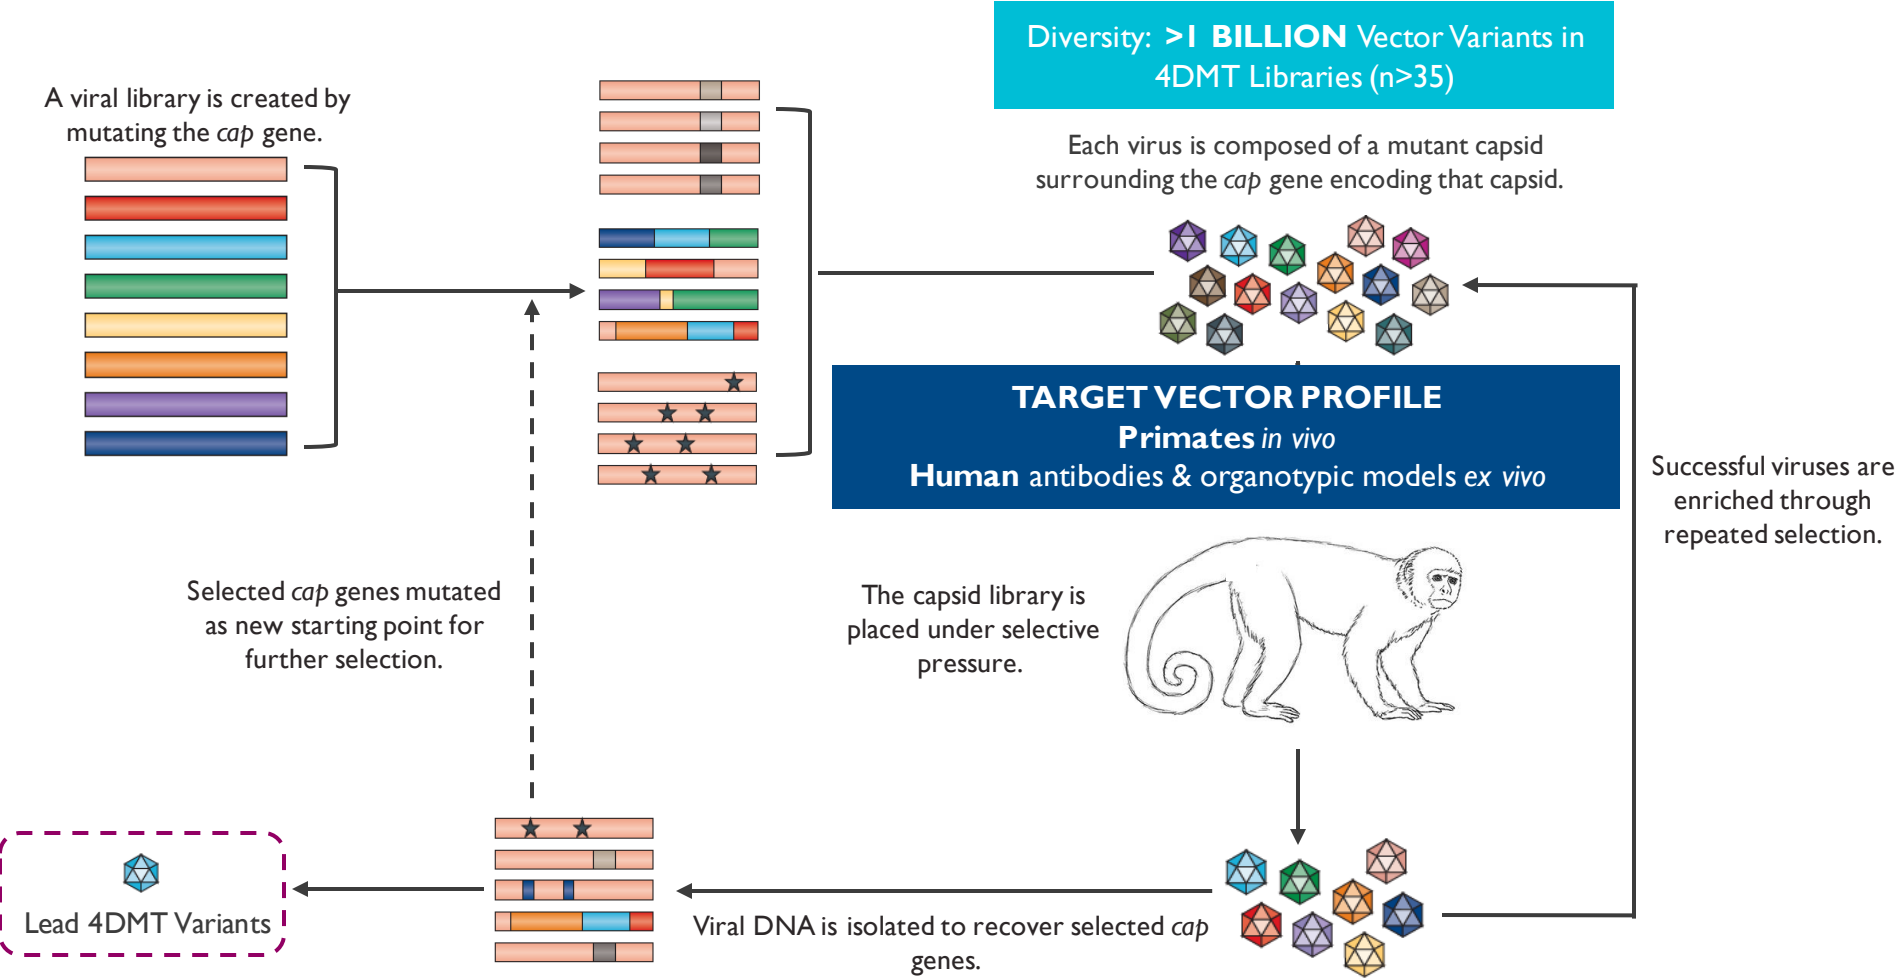 Diversity: >1 BILLION Vector Variants in
4DMT Libraries (n>35)
A viral library is created by
mutating the cap gene.
Each virus is composed of a mutant capsid
surrounding the cap gene encoding that capsid.
TARGET VECTOR PROFILE
Primates in vivo
Human antibodies & organotypic models ex vivo
Successful viruses are
enriched through
repeated selection.
Selected cap genes mutated
as new starting point for
further selection.
The capsid library is
placed under selective
pressure.
Lead 4DMT Variants
Viral DNA is isolated to recover selected cap
genes.